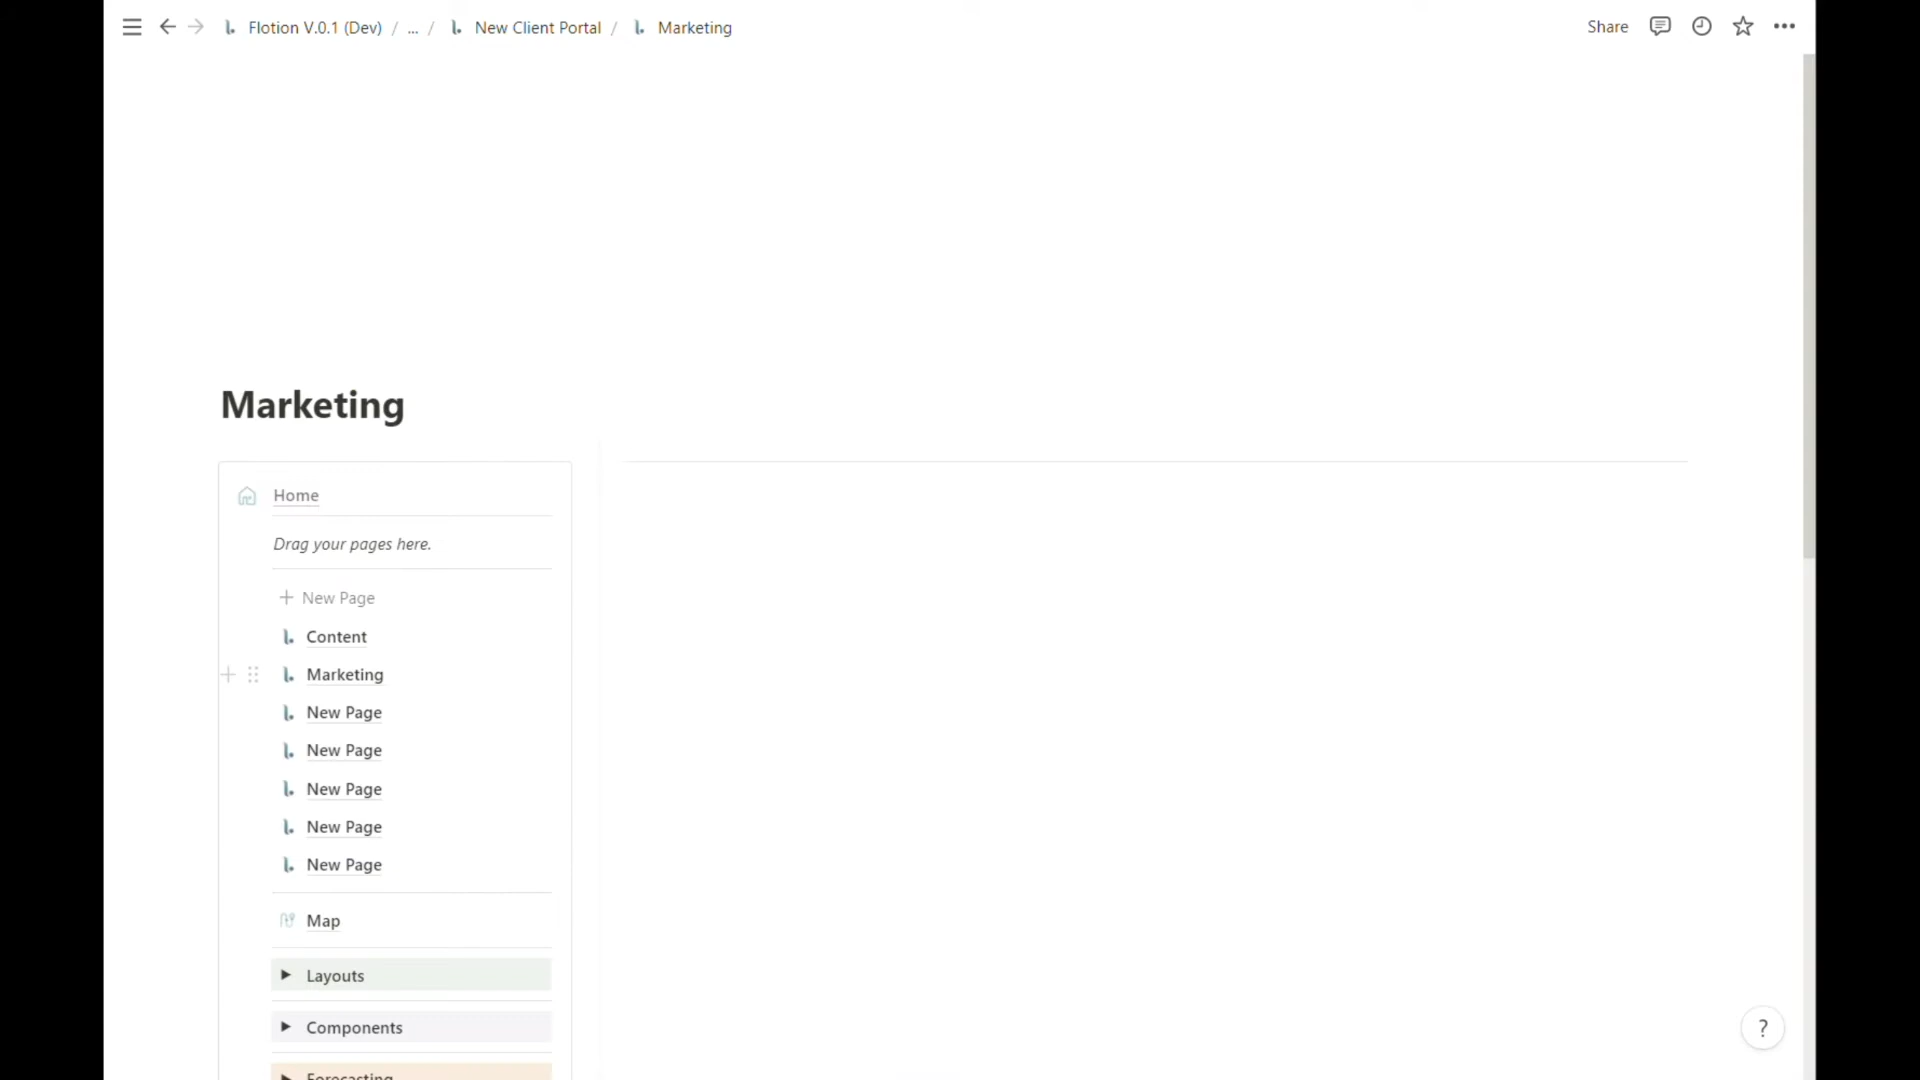 Flotion V.0.1 (Dev) / ... / New Client Portal / Marketing
Share
Marketing
Home
Drag your pages here.
New Page
Content
Marketing
New Page
New Page
New Page
New Page
New Page
Map
Layouts
Components
Forecasting
?